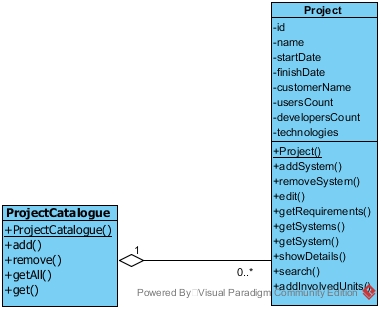 Project
-id
-name
-startDate
-finishDate
-customerName
-usersCount
-developersCount
-technologies
+Project()
+addSystem()
+removeSystem()
+edit()
+getRequirements()
+getSystems()
+getSystem()
+showDetails()
+search()
+addInvolvedUnits()
ProjectCatalogue
+ProjectCatalogue()
+add()
+remove()
+getAll()
+get()
1
0..*
Powered By Visual Paradigm Community Edition